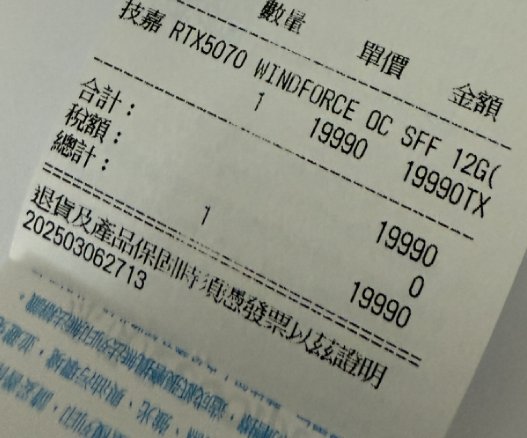 數量 單價 金額
技嘉 RTX5070 WINDFORCE OC SFF 12G(
1 19990 19990TX
合計: 19990
稅額: 0
總計: 1 19990
退貨及產品保固時須憑發票以茲證明
202503062713